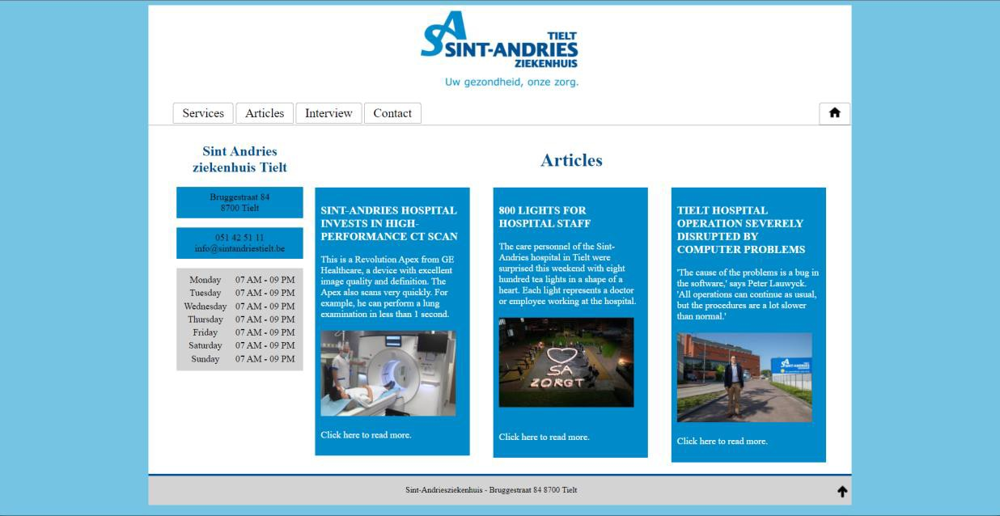 SA
TIELT
SINT-ANDRIES
ZIEKENHUIS
Uw gezondheid, onze zorg.
Services
Articles
Interview
Contact
Sint Andries
ziekenhuis Tielt
Bruggestraat 84
8700 Tielt
051 42 51 11
info@sintandriestielt.be
Monday 07 AM - 09 PM
Tuesday 07 AM - 09 PM
Wednesday 07 AM - 09 PM
Thursday 07 AM - 09 PM
Friday 07 AM - 09 PM
Saturday 07 AM - 09 PM
Sunday 07 AM - 09 PM
Articles
SINT-ANDRIES HOSPITAL
INVESTS IN HIGH-
PERFORMANCE CT SCAN
This is a Revolution Apex from GE
Healthcare, a device with excellent
image quality and definition. The
Apex also scans very quickly. For
example, he can perform a lung
examination in less than 1 second.
Click here to read more.
800 LIGHTS FOR
HOSPITAL STAFF
The care personnel of the Sint-
Andries hospital in Tielt were
surprised this weekend with eight
hundred tea lights in a shape of a
heart. Each light represents a doctor
or employee working at the hospital.
SA
ZORGT
Click here to read more.
TIELT HOSPITAL
OPERATION SEVERELY
DISRUPTED BY
COMPUTER PROBLEMS
'The cause of the problems is a bug in
the software,' says Peter Lauwyck.
'All operations can continue as usual,
but the procedures are a lot slower
than normal.'
SINT-ANDRIES
Click here to read more.
Sint-Andriesziekenhuis - Bruggestraat 84 8700 Tielt